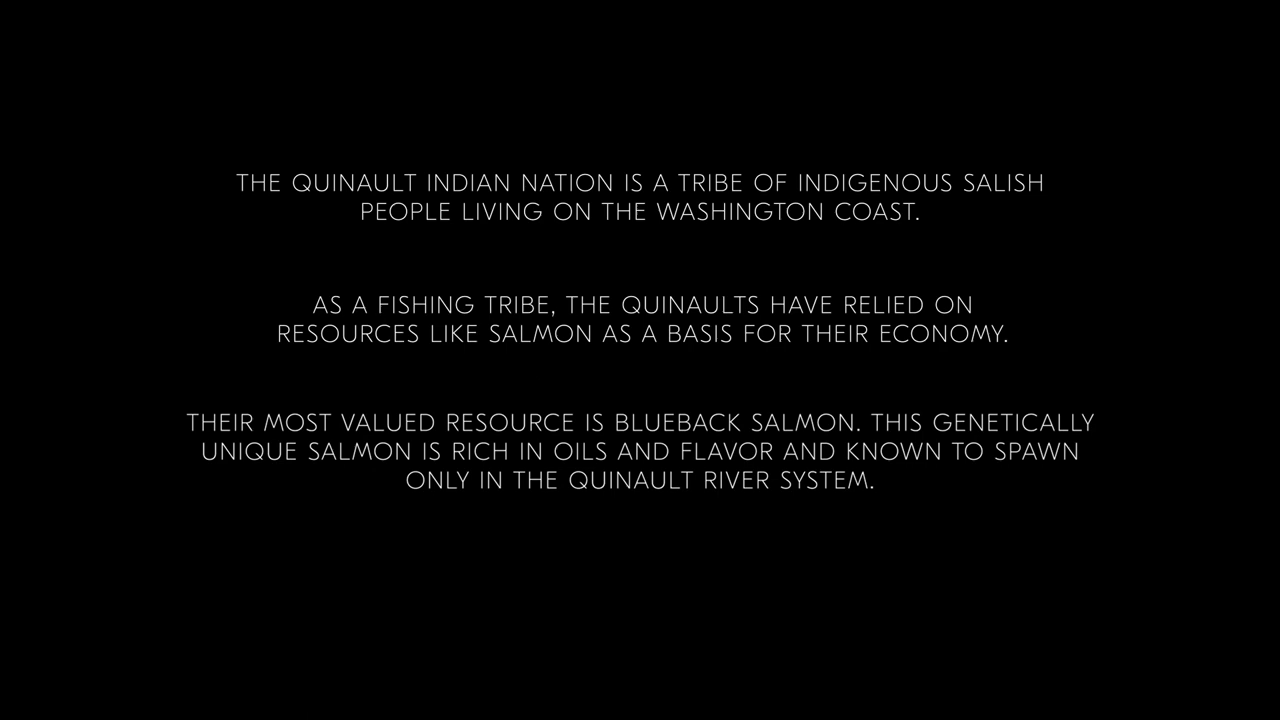 THE QUINAULT INDIAN NATION IS A TRIBE OF INDIGENOUS SALISH
PEOPLE LIVING ON THE WASHINGTON COAST.
AS A FISHING TRIBE, THE QUINAULTS HAVE RELIED ON
RESOURCES LIKE SALMON AS A BASIS FOR THEIR ECONOMY.
THEIR MOST VALUED RESOURCE IS BLUEBACK SALMON. THIS GENETICALLY
UNIQUE SALMON IS RICH IN OILS AND FLAVOR AND KNOWN TO SPAWN
ONLY IN THE QUINAULT RIVER SYSTEM.